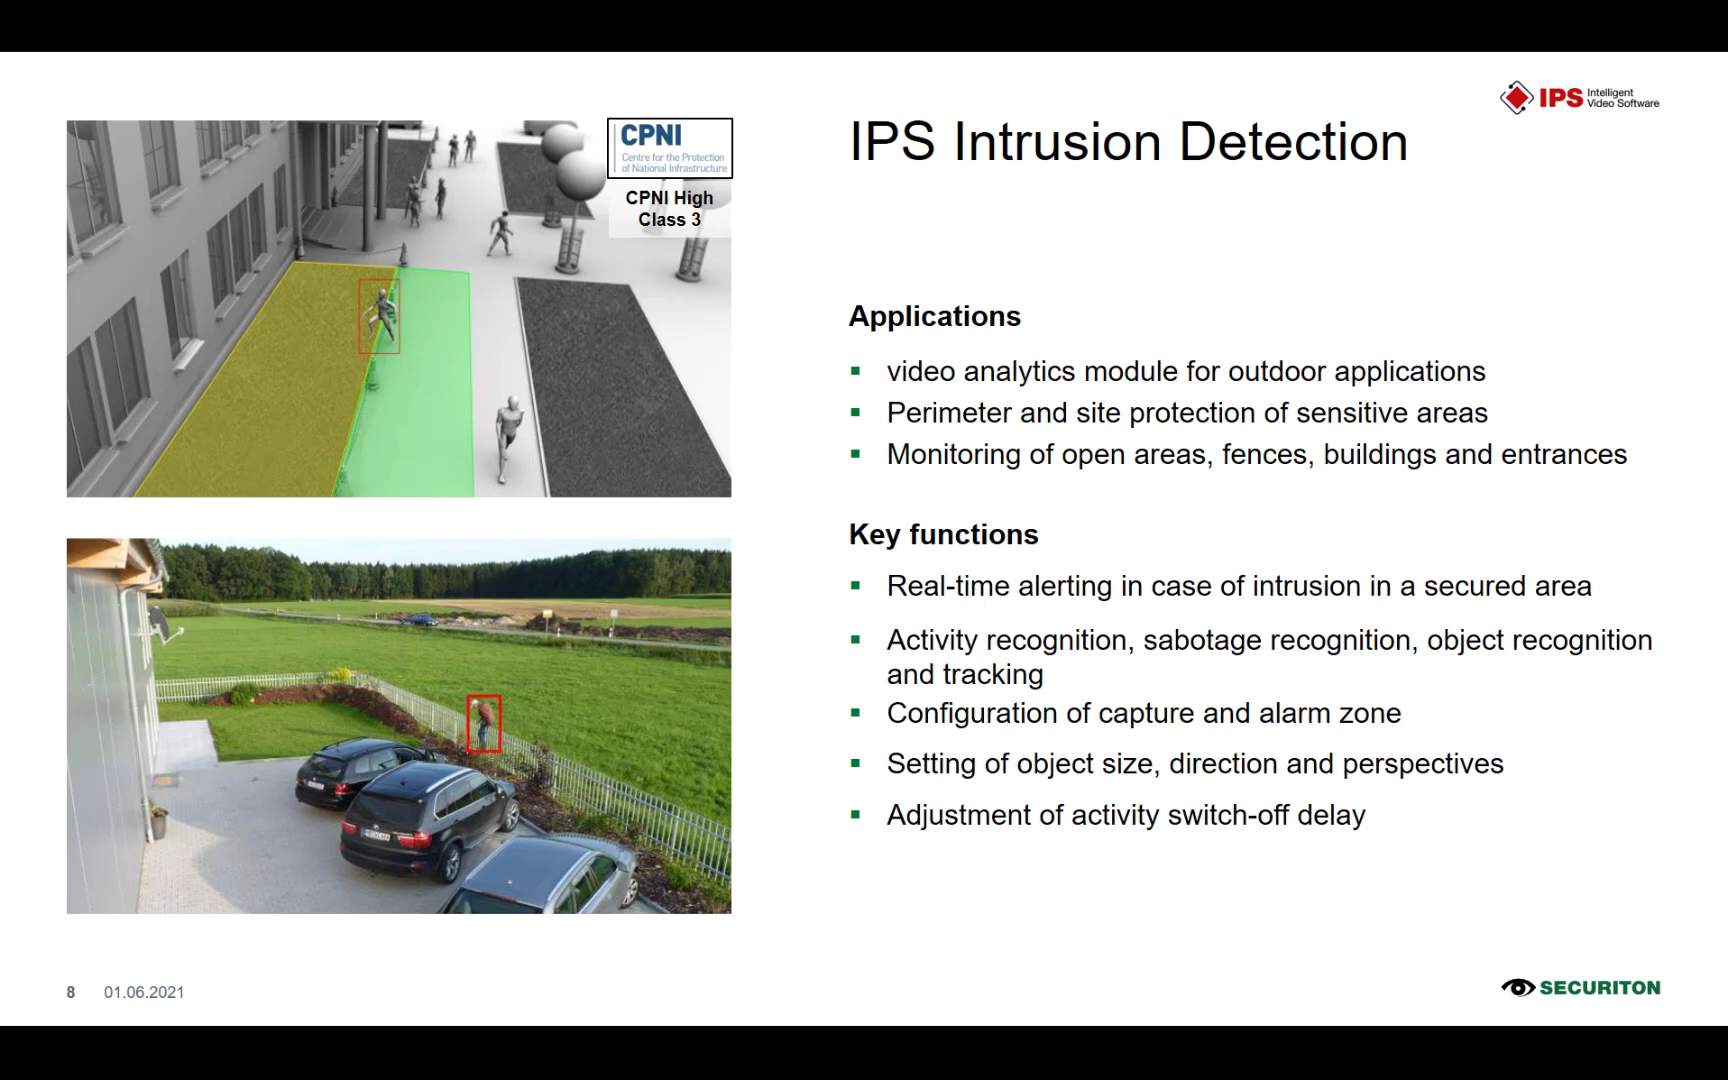 IPS Intelligent
Video Software
CPNI
Centre for the Protection
of National Infrastructure
CPNI High
Class 3
IPS Intrusion Detection
Applications
▪ video analytics module for outdoor applications
▪ Perimeter and site protection of sensitive areas
▪ Monitoring of open areas, fences, buildings and entrances
Key functions
▪ Real-time alerting in case of intrusion in a secured area
▪ Activity recognition, sabotage recognition, object recognition
and tracking
▪ Configuration of capture and alarm zone
▪ Setting of object size, direction and perspectives
▪ Adjustment of activity switch-off delay
8 01.06.2021
SECURITON